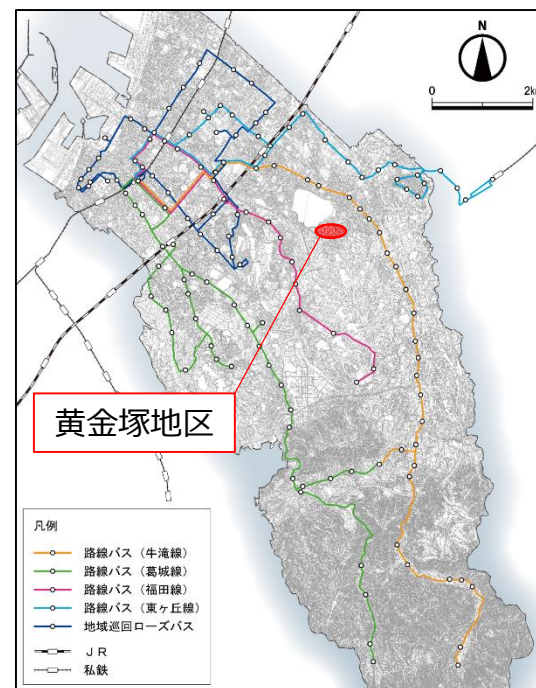 N
0 2km
黄金塚地区
凡例
路線バス（牛滝線）
路線バス（葛城線）
路線バス（福田線）
路線バス（東ヶ丘線）
地域巡回ローズバス
ＪＲ
私鉄